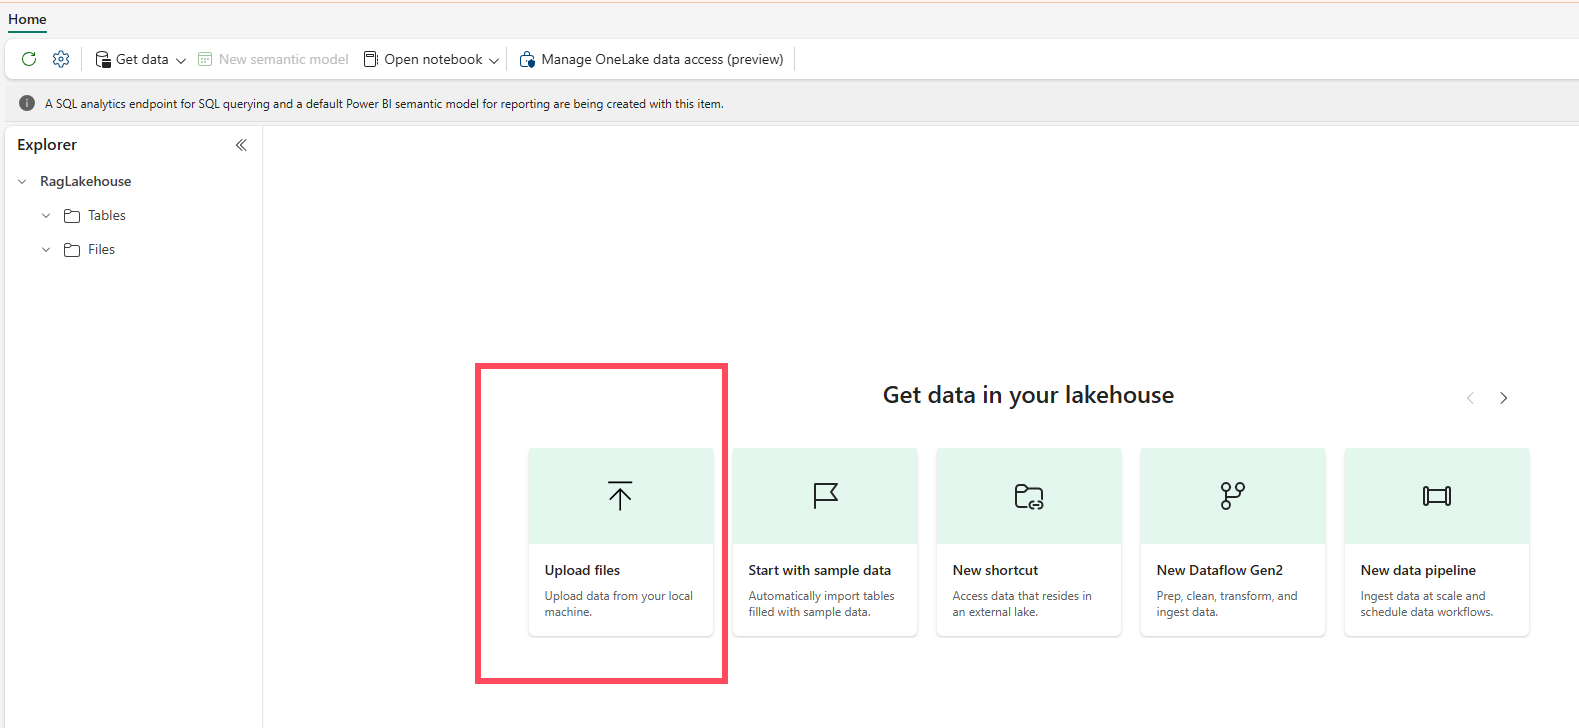 Home
Get data
New semantic model
Open notebook
Manage OneLake data access (preview)
A SQL analytics endpoint for SQL querying and a default Power BI semantic model for reporting are being created with this item.
Explorer
RagLakehouse
Tables
Files
Get data in your lakehouse
Upload files
Upload data from your local
machine.
Start with sample data
Automatically import tables
filled with sample data.
New shortcut
Access data that resides in
an external lake.
New Dataflow Gen2
Prep, clean, transform, and
ingest data.
New data pipeline
Ingest data at scale and
schedule data workflows.